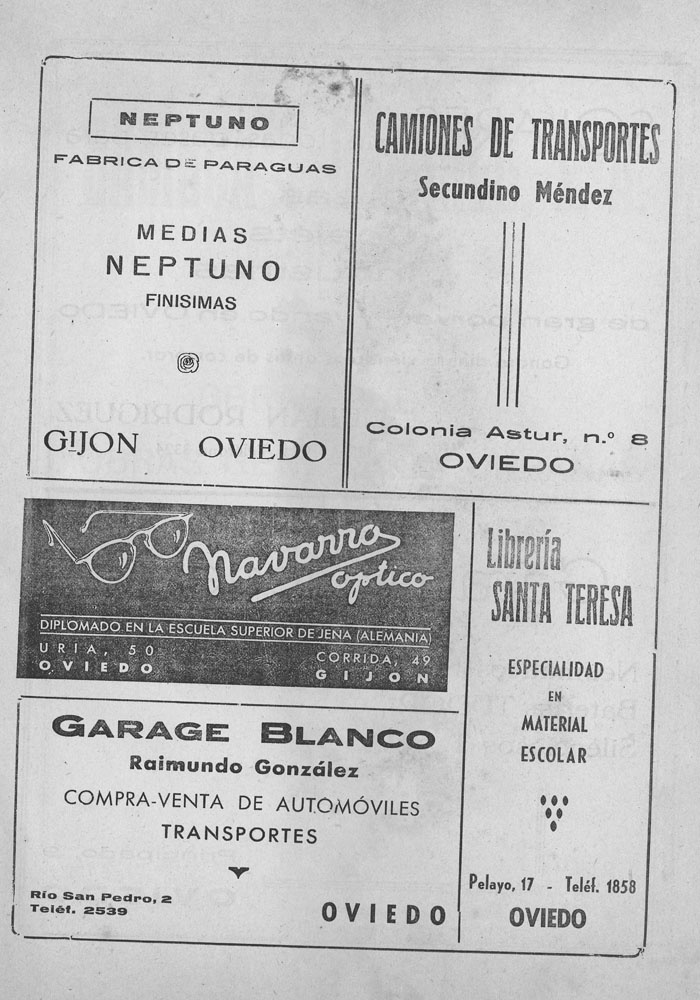 NEPTUNO
FABRICA DE PARAGUAS
MEDIAS
NEPTUNO
FINISIMAS
GIJON OVIEDO
CAMIONES DE TRANSPORTES
Secundino Méndez
Colonia Astur, n.º 8
OVIEDO
Navarro
óptico
DIPLOMADO EN LA ESCUELA SUPERIOR DE JENA (ALEMANIA)
URIA, 50
OVIEDO
CORRIDA, 49
GIJON
Librería
SANTA TERESA
ESPECIALIDAD
EN
MATERIAL
ESCOLAR
Pelayo, 17 - Teléf. 1858
OVIEDO
GARAGE BLANCO
Raimundo González
COMPRA-VENTA DE AUTOMÓVILES
TRANSPORTES
Río San Pedro, 2
Teléf. 2539
OVIEDO